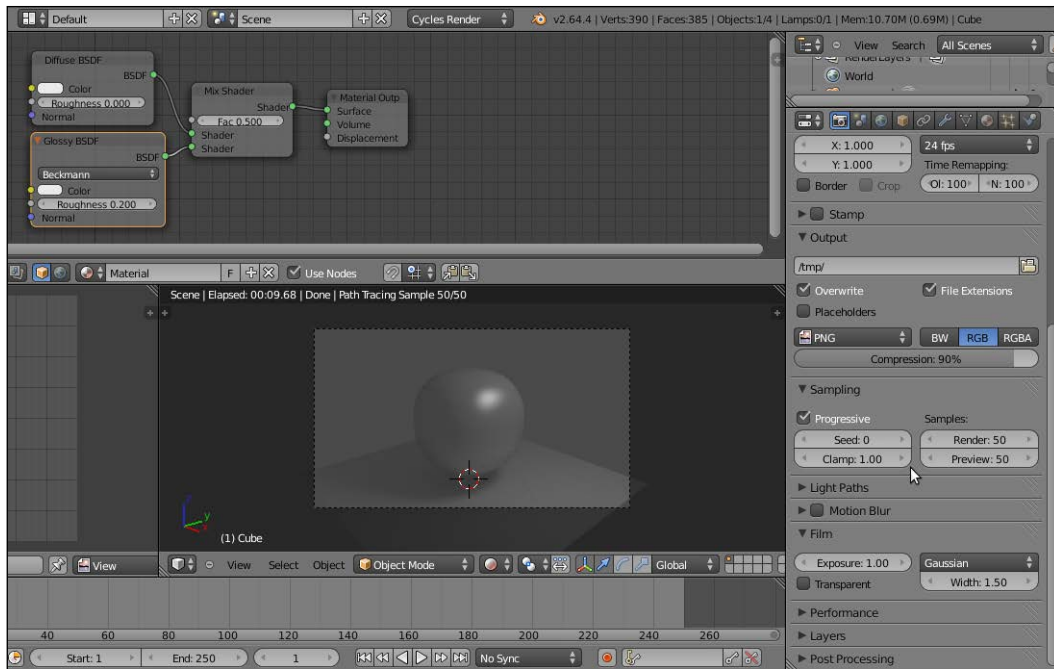 Default
Scene
Cycles Render
v2.64.4 | Verts:390 | Faces:385 | Objects:1/4 | Lamps:0/1 | Mem:10.70M (0.69M) | Cube
Diffuse BSDF
BSDF
Color
Roughness 0.000
Normal
Glossy BSDF
BSDF
Beckmann
Color
Roughness 0.200
Normal
Mix Shader
Shader
Fac 0.500
Shader
Shader
Material Outp
Surface
Volume
Displacement
Material
F
Use Nodes
Scene | Elapsed: 00:09.68 | Done | Path Tracing Sample 50/50
z
y
x
(1) Cube
View
View Select Object Object Mode Global
40 60 80 100 120 140 160 180 200 220 240 260
Start: 1 End: 250 1 No Sync
View Search All Scenes
RenderLayers
World
X: 1.000 24 fps
Y: 1.000 Time Remapping:
Border Crop Ol: 100 N: 100
Stamp
Output
/tmp/
Overwrite File Extensions
Placeholders
PNG BW RGB RGBA
Compression: 90%
Sampling
Progressive Samples:
Seed: 0 Render: 50
Clamp: 1.00 Preview: 50
Light Paths
Motion Blur
Film
Exposure: 1.00 Gaussian
Transparent Width: 1.50
Performance
Layers
Post Processing